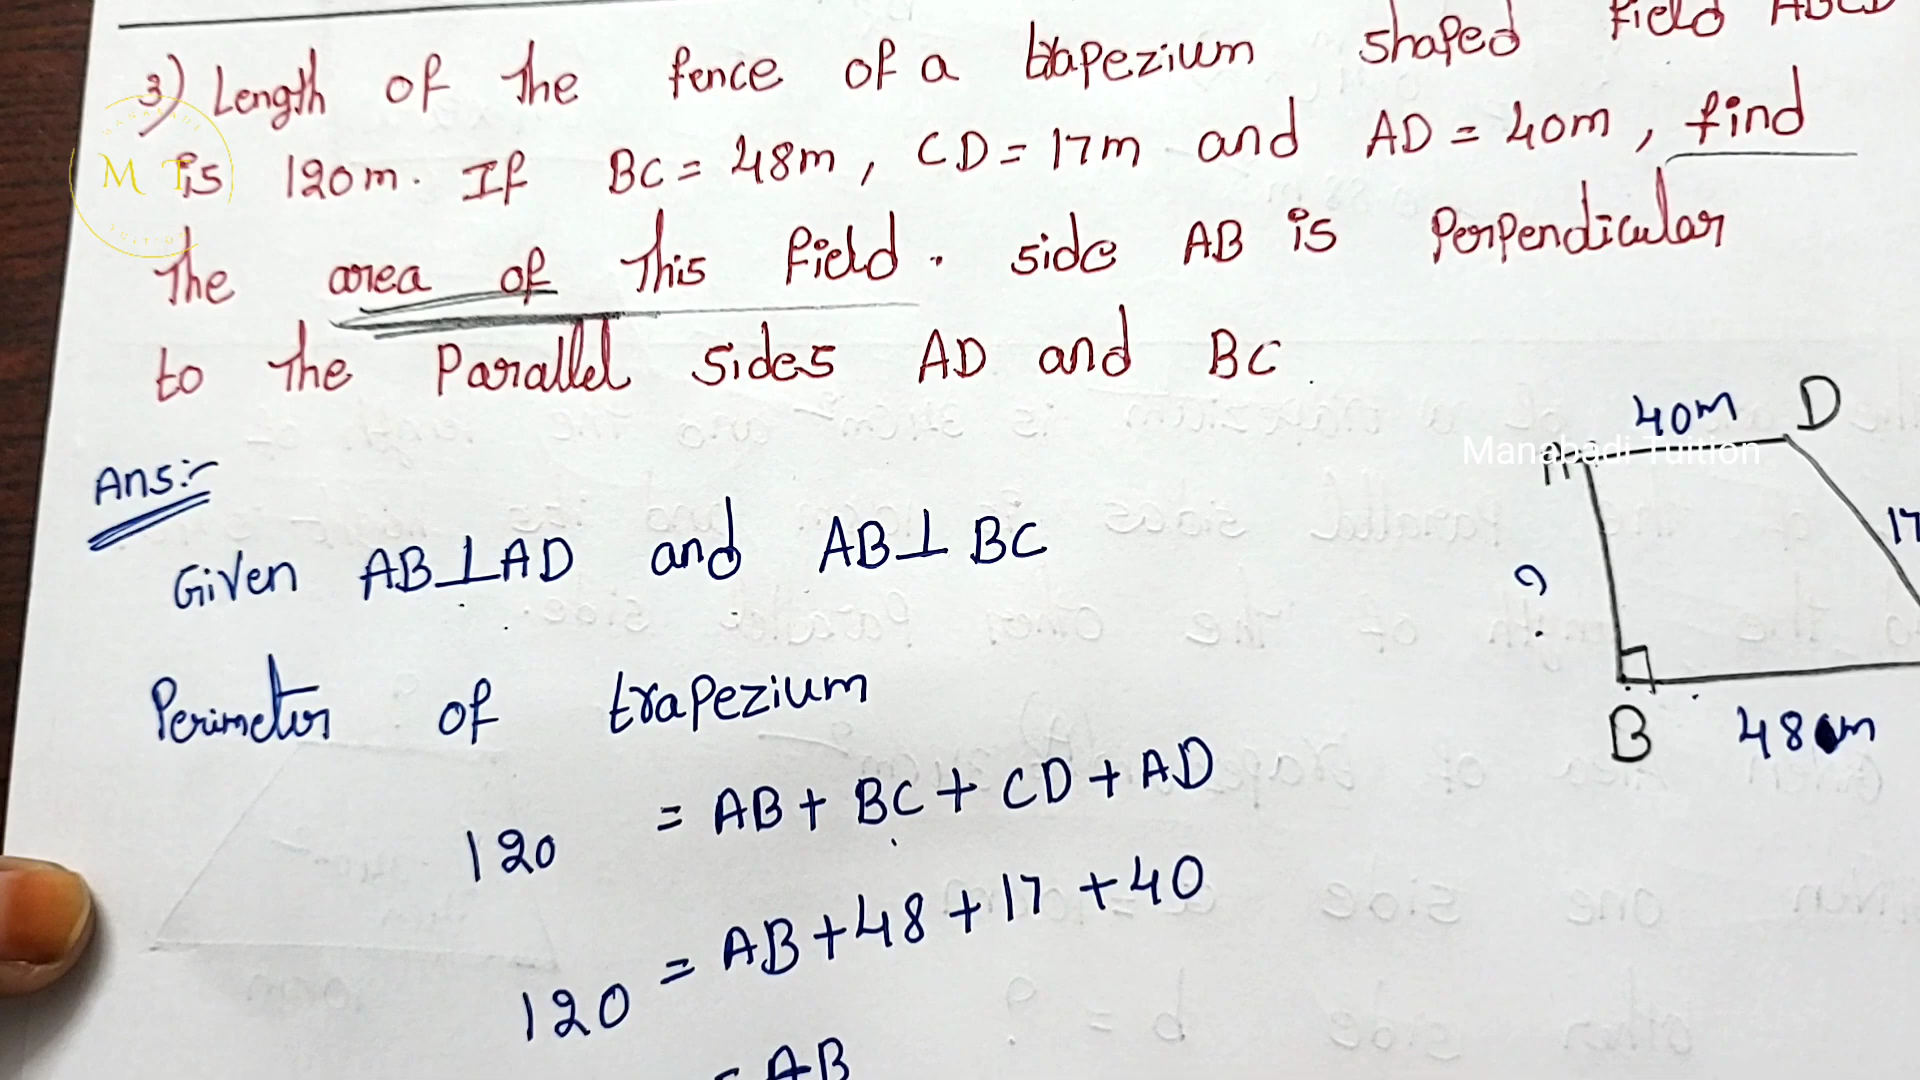 3) Length of the fence of a trapezium shaped field ABCD
is 120m. If BC = 48m, CD = 17m and AD = 40m, find
the area of this field. side AB is Perpendicular
to the Parallel sides AD and BC.
40m D
Manabadi Tuition
A
Ans:-
Given AB⊥AD and AB⊥BC
17
?
Perimeter of trapezium
B 48m
120 = AB + BC + CD + AD
120 = AB + 48 + 17 + 40
= AB
MT